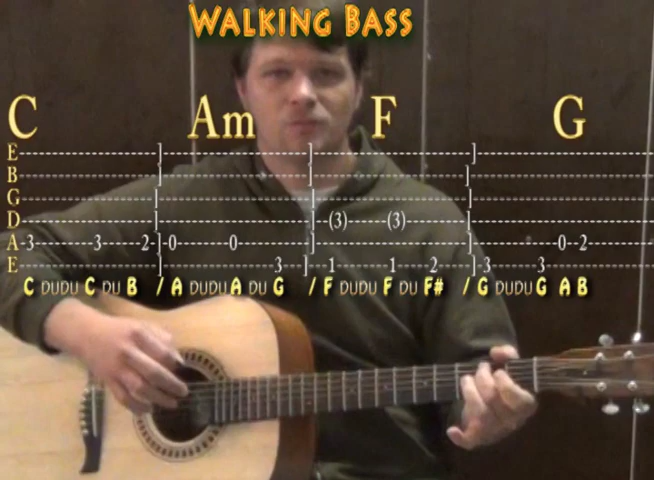 WALKING BASS
C Am F G
E---------------------]----------------------]----------------------]----------------------
B---------------------]----------------------]----------------------]----------------------
G---------------------]----------------------]----------------------]----------------------
D---------------------]----------------------]--(3)------(3)--------]----------------------
A-3---------3------2--]-0--------0-----------]----------------------]--------------0--2----
E---------------------]----------------3-----]--1--------1-----2----]-3--------3-----------
C DUDU C DU B / A DUDU A DU G / F DUDU F DU F# / G DUDU G A B